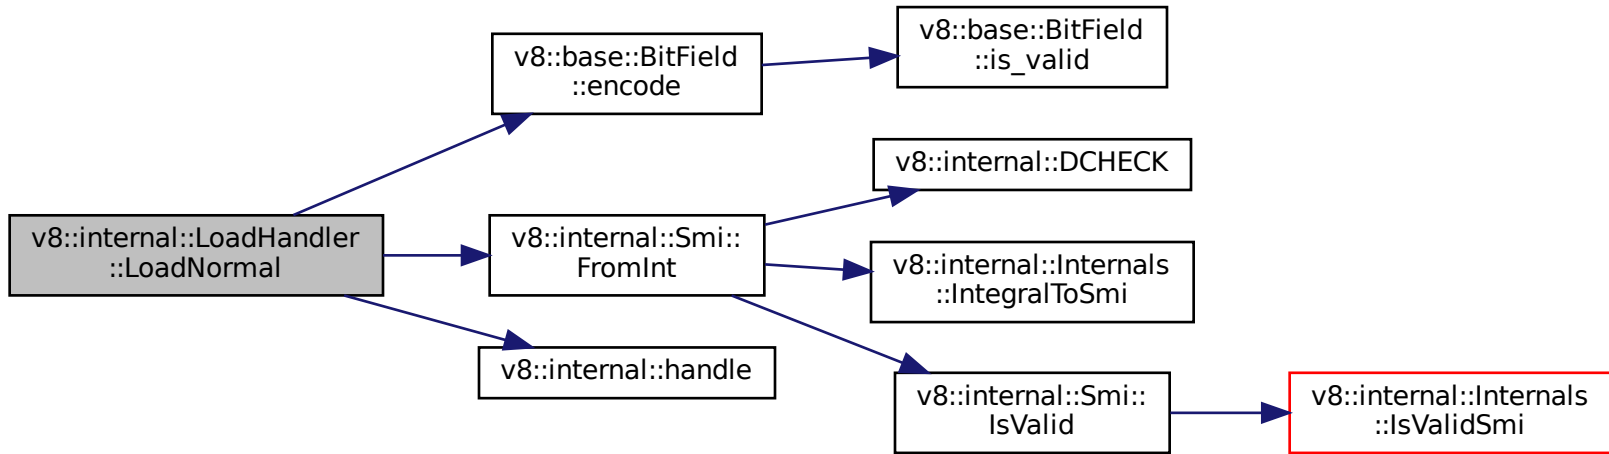 v8::base::BitField
::is_valid
v8::base::BitField
::encode
v8::internal::DCHECK
v8::internal::LoadHandler
::LoadNormal
v8::internal::Smi::
FromInt
v8::internal::Internals
::IntegralToSmi
v8::internal::handle
v8::internal::Smi::
IsValid
v8::internal::Internals
::IsValidSmi